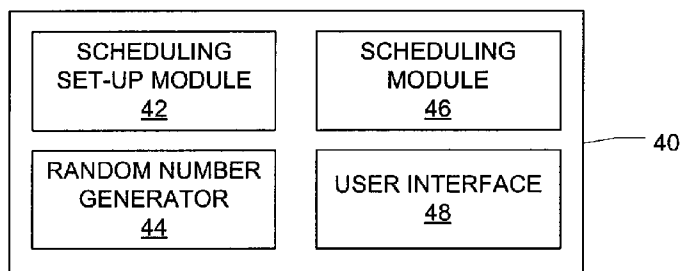 SCHEDULING
SET-UP MODULE
42
SCHEDULING
MODULE
46
RANDOM NUMBER
GENERATOR
44
USER INTERFACE
48
40